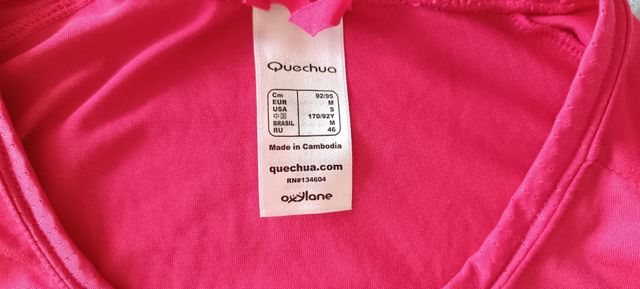 Quechua
Cm 92/95
EUR M
USA S
中国 170/92Y
BRASIL M
RU 46
Made in Cambodia
quechua.com
RN#134604
oxylane